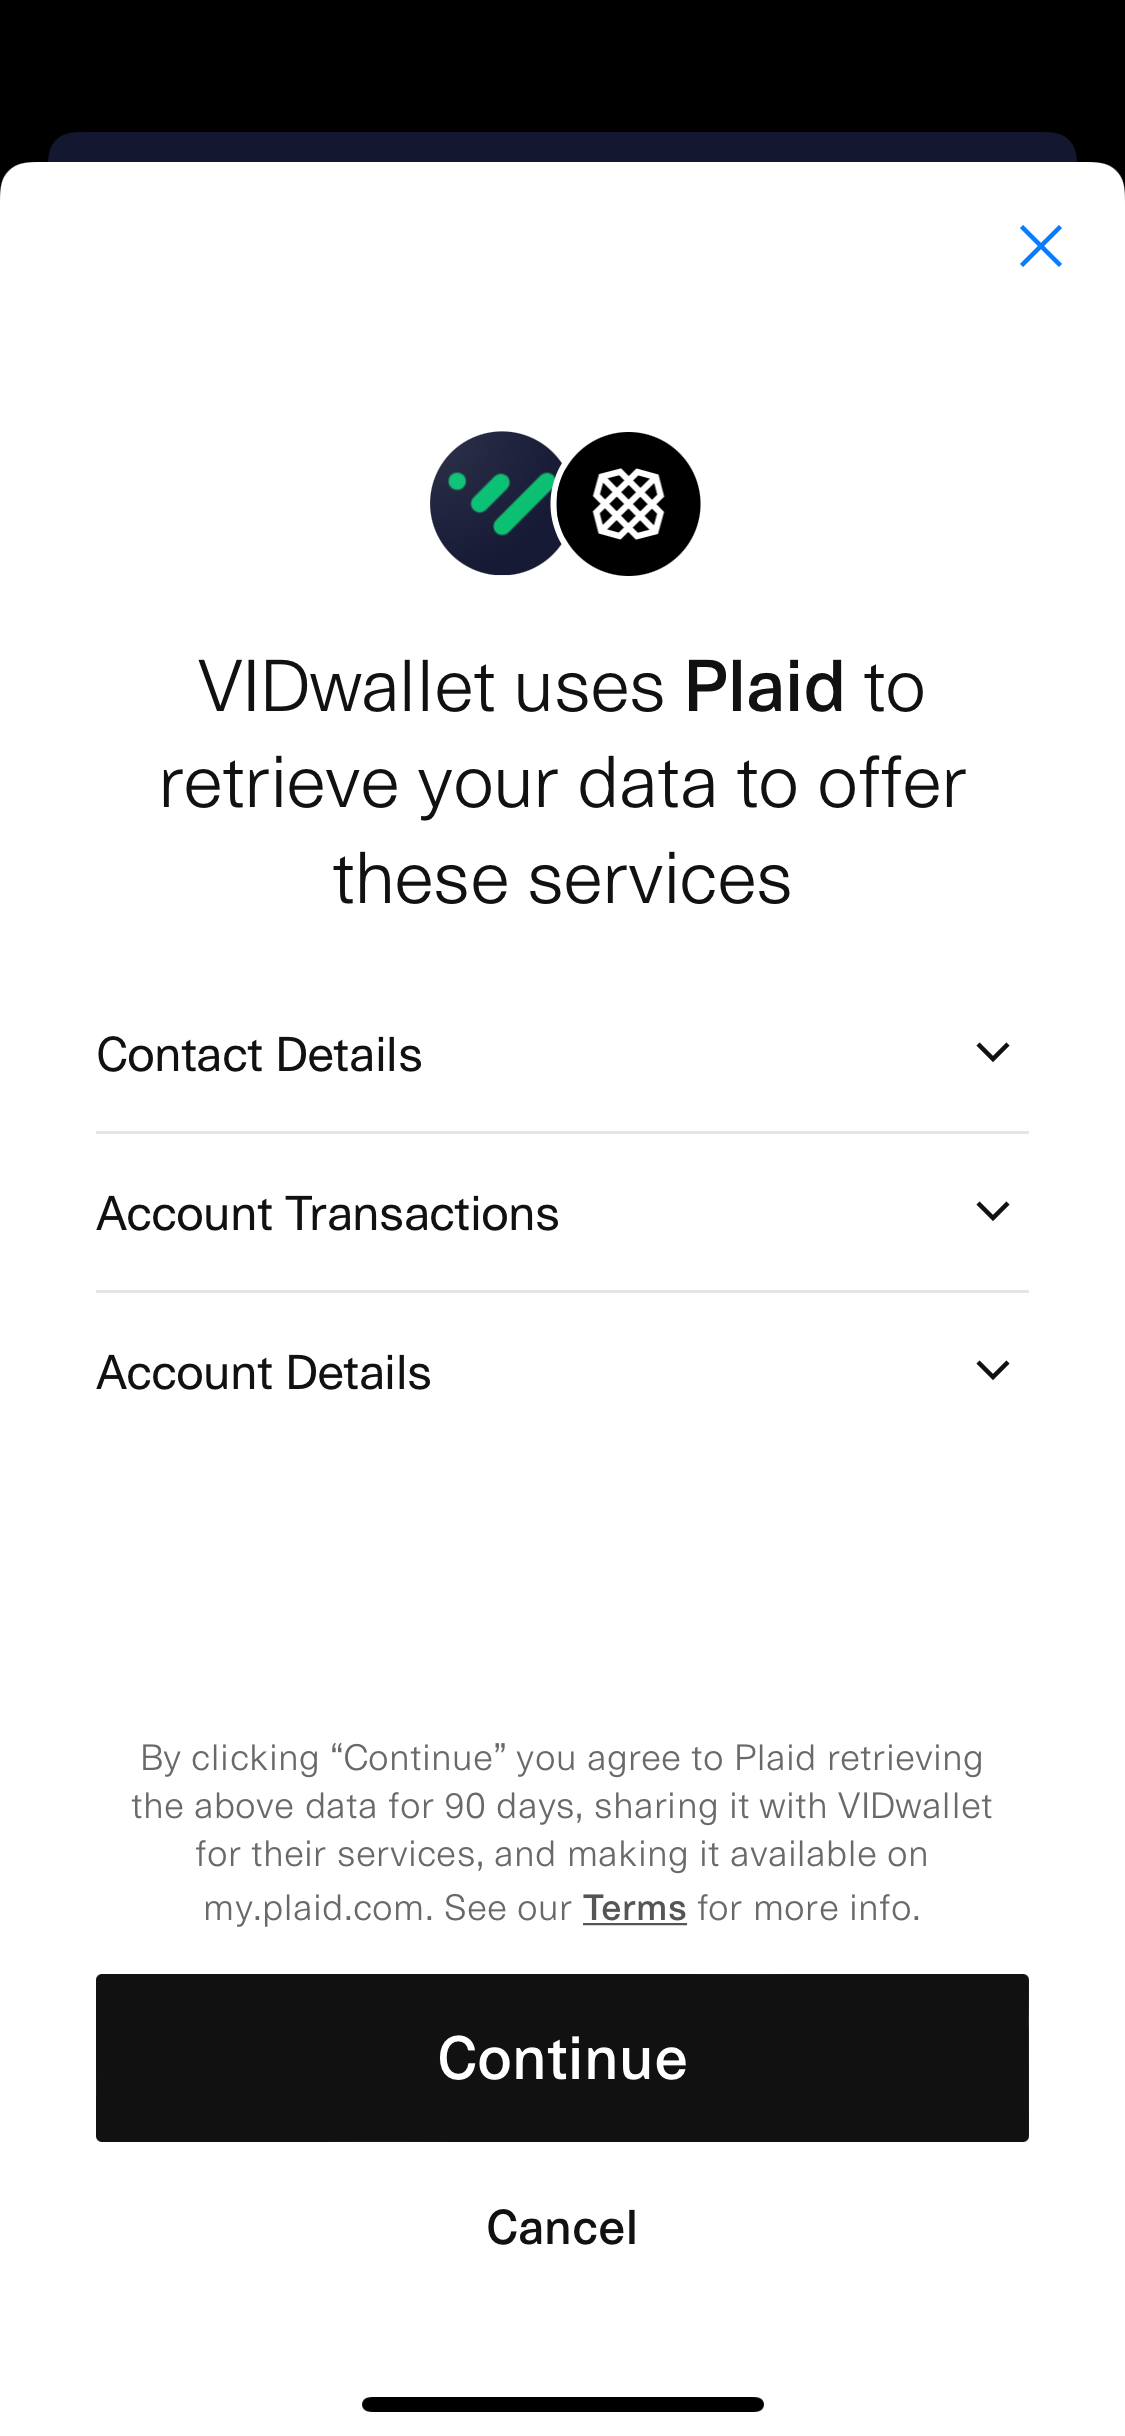 VIDwallet uses Plaid to
retrieve your data to offer
these services
Contact Details
Account Transactions
Account Details
By clicking “Continue” you agree to Plaid retrieving
the above data for 90 days, sharing it with VIDwallet
for their services, and making it available on
my.plaid.com. See our Terms for more info.
Continue
Cancel